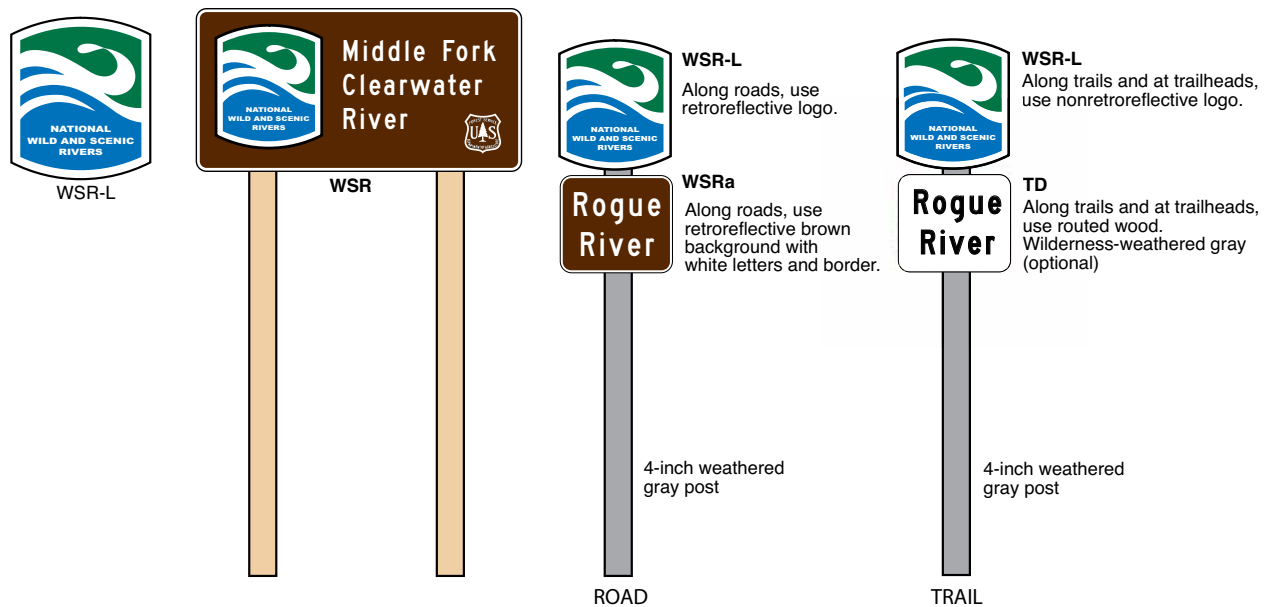 NATIONAL
WILD AND SCENIC
RIVERS
WSR-L
NATIONAL
WILD AND SCENIC
RIVERS
Middle Fork
Clearwater
River
US
WSR
NATIONAL
WILD AND SCENIC
RIVERS
WSR-L
Along roads, use
retroreflective logo.
Rogue
River
WSRa
Along roads, use
retroreflective brown
background with
white letters and border.
4-inch weathered
gray post
ROAD
NATIONAL
WILD AND SCENIC
RIVERS
WSR-L
Along trails and at trailheads,
use nonretroreflective logo.
Rogue
River
TD
Along trails and at trailheads,
use routed wood.
Wilderness-weathered gray
(optional)
4-inch weathered
gray post
TRAIL